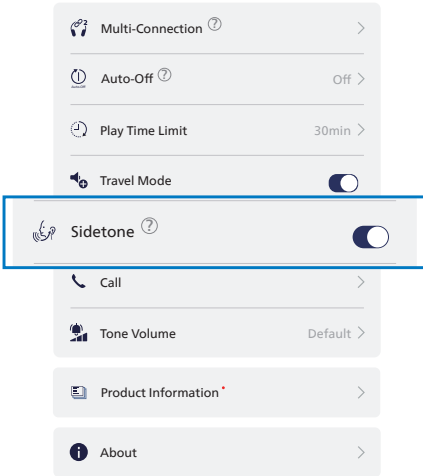 Multi-Connection ?
Auto-Off ? Off >
Play Time Limit 30min >
Travel Mode
Sidetone ?
Call
Tone Volume Default >
Product Information
About